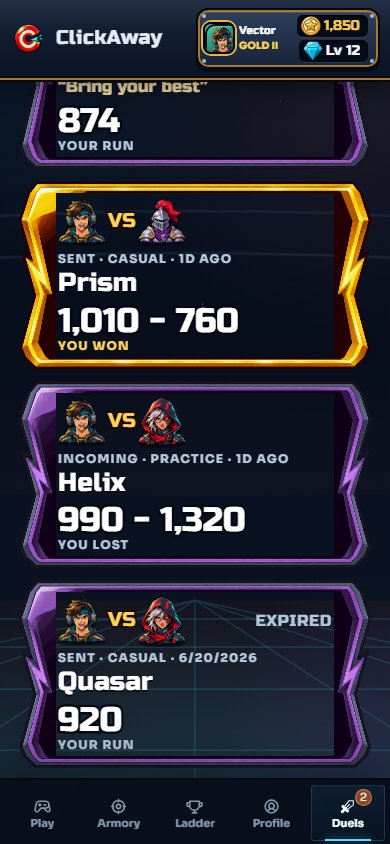 ClickAway
Vector
GOLD II
1,850
Lv 12
"Bring your best"
874
YOUR RUN
VS
SENT · CASUAL · 1D AGO
Prism
1,010 - 760
YOU WON
VS
INCOMING · PRACTICE · 1D AGO
Helix
990 - 1,320
YOU LOST
VS
EXPIRED
SENT · CASUAL · 6/20/2026
Quasar
920
YOUR RUN
2
Play
Armory
Ladder
Profile
Duels